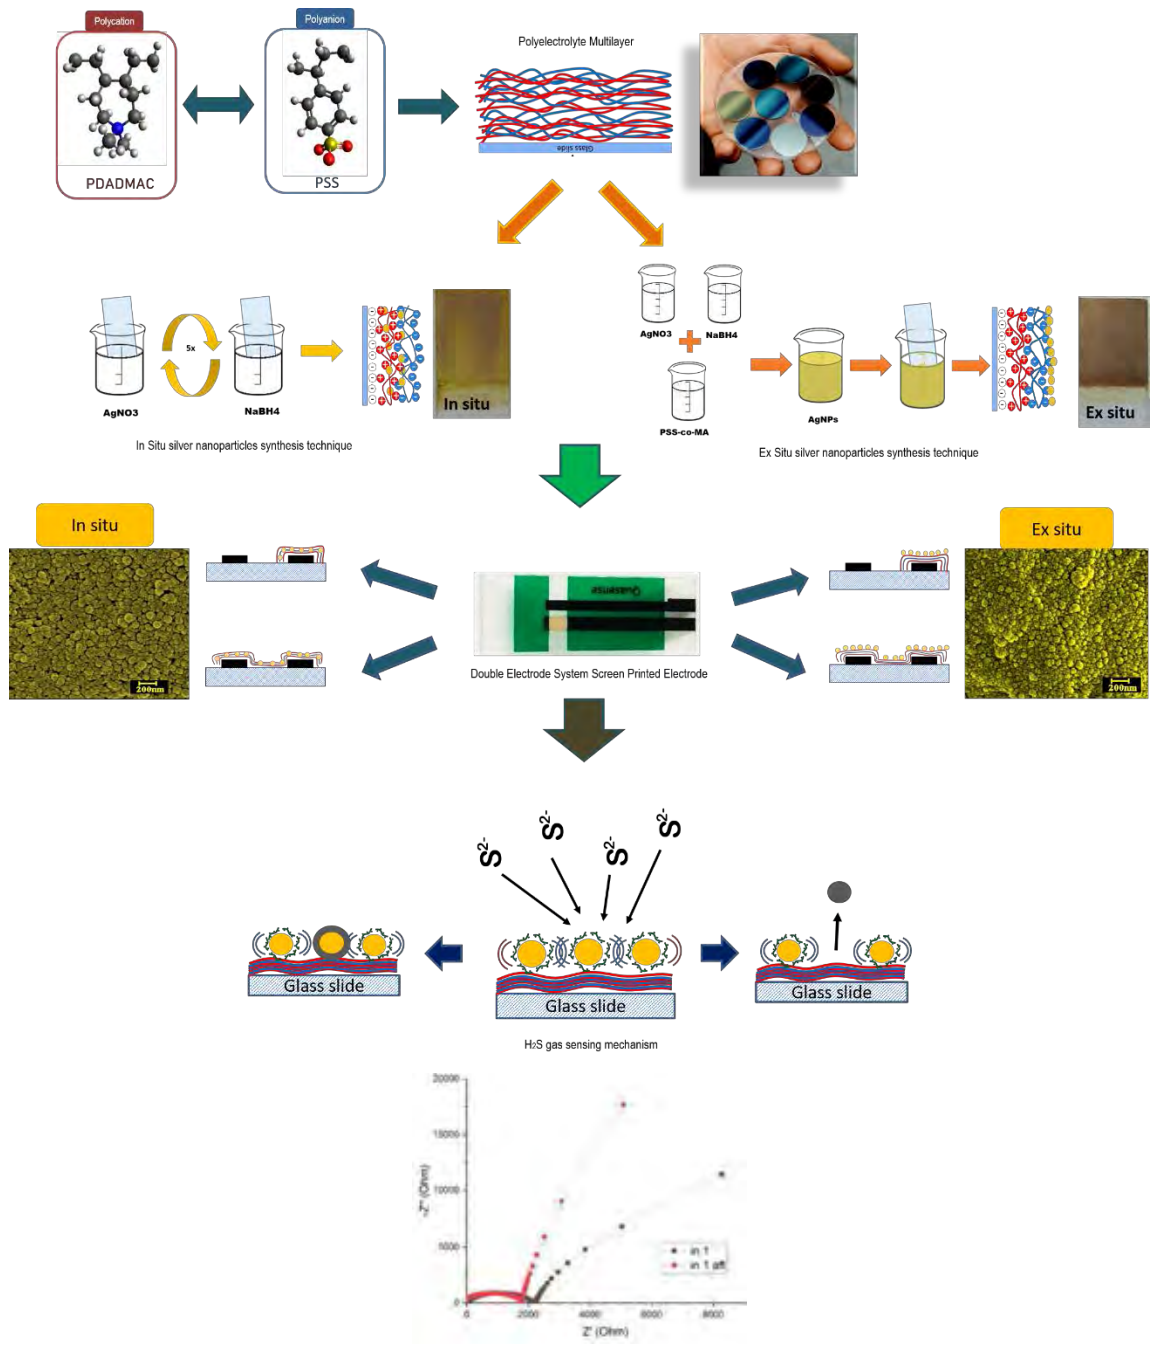 Polycation
Polyanion
PDADMAC
PSS
Polyelectrolyte Multilayer
Glass slide
AgNO3
5x
NaBH4
In situ
In Situ silver nanoparticles synthesis technique
AgNO3
NaBH4
PSS-co-MA
AgNPs
Ex situ
Ex Situ silver nanoparticles synthesis technique
In situ
200nm
Quasense
Double Electrode System Screen Printed Electrode
Ex situ
200nm
S2-
S2-
S2-
S2-
Glass slide
Glass slide
Glass slide
H2S gas sensing mechanism
20000
15000
10000
5000
0
-Z'' (Ohm)
in 1
in 1 aft
0
2000
4000
6000
8000
Z' (Ohm)